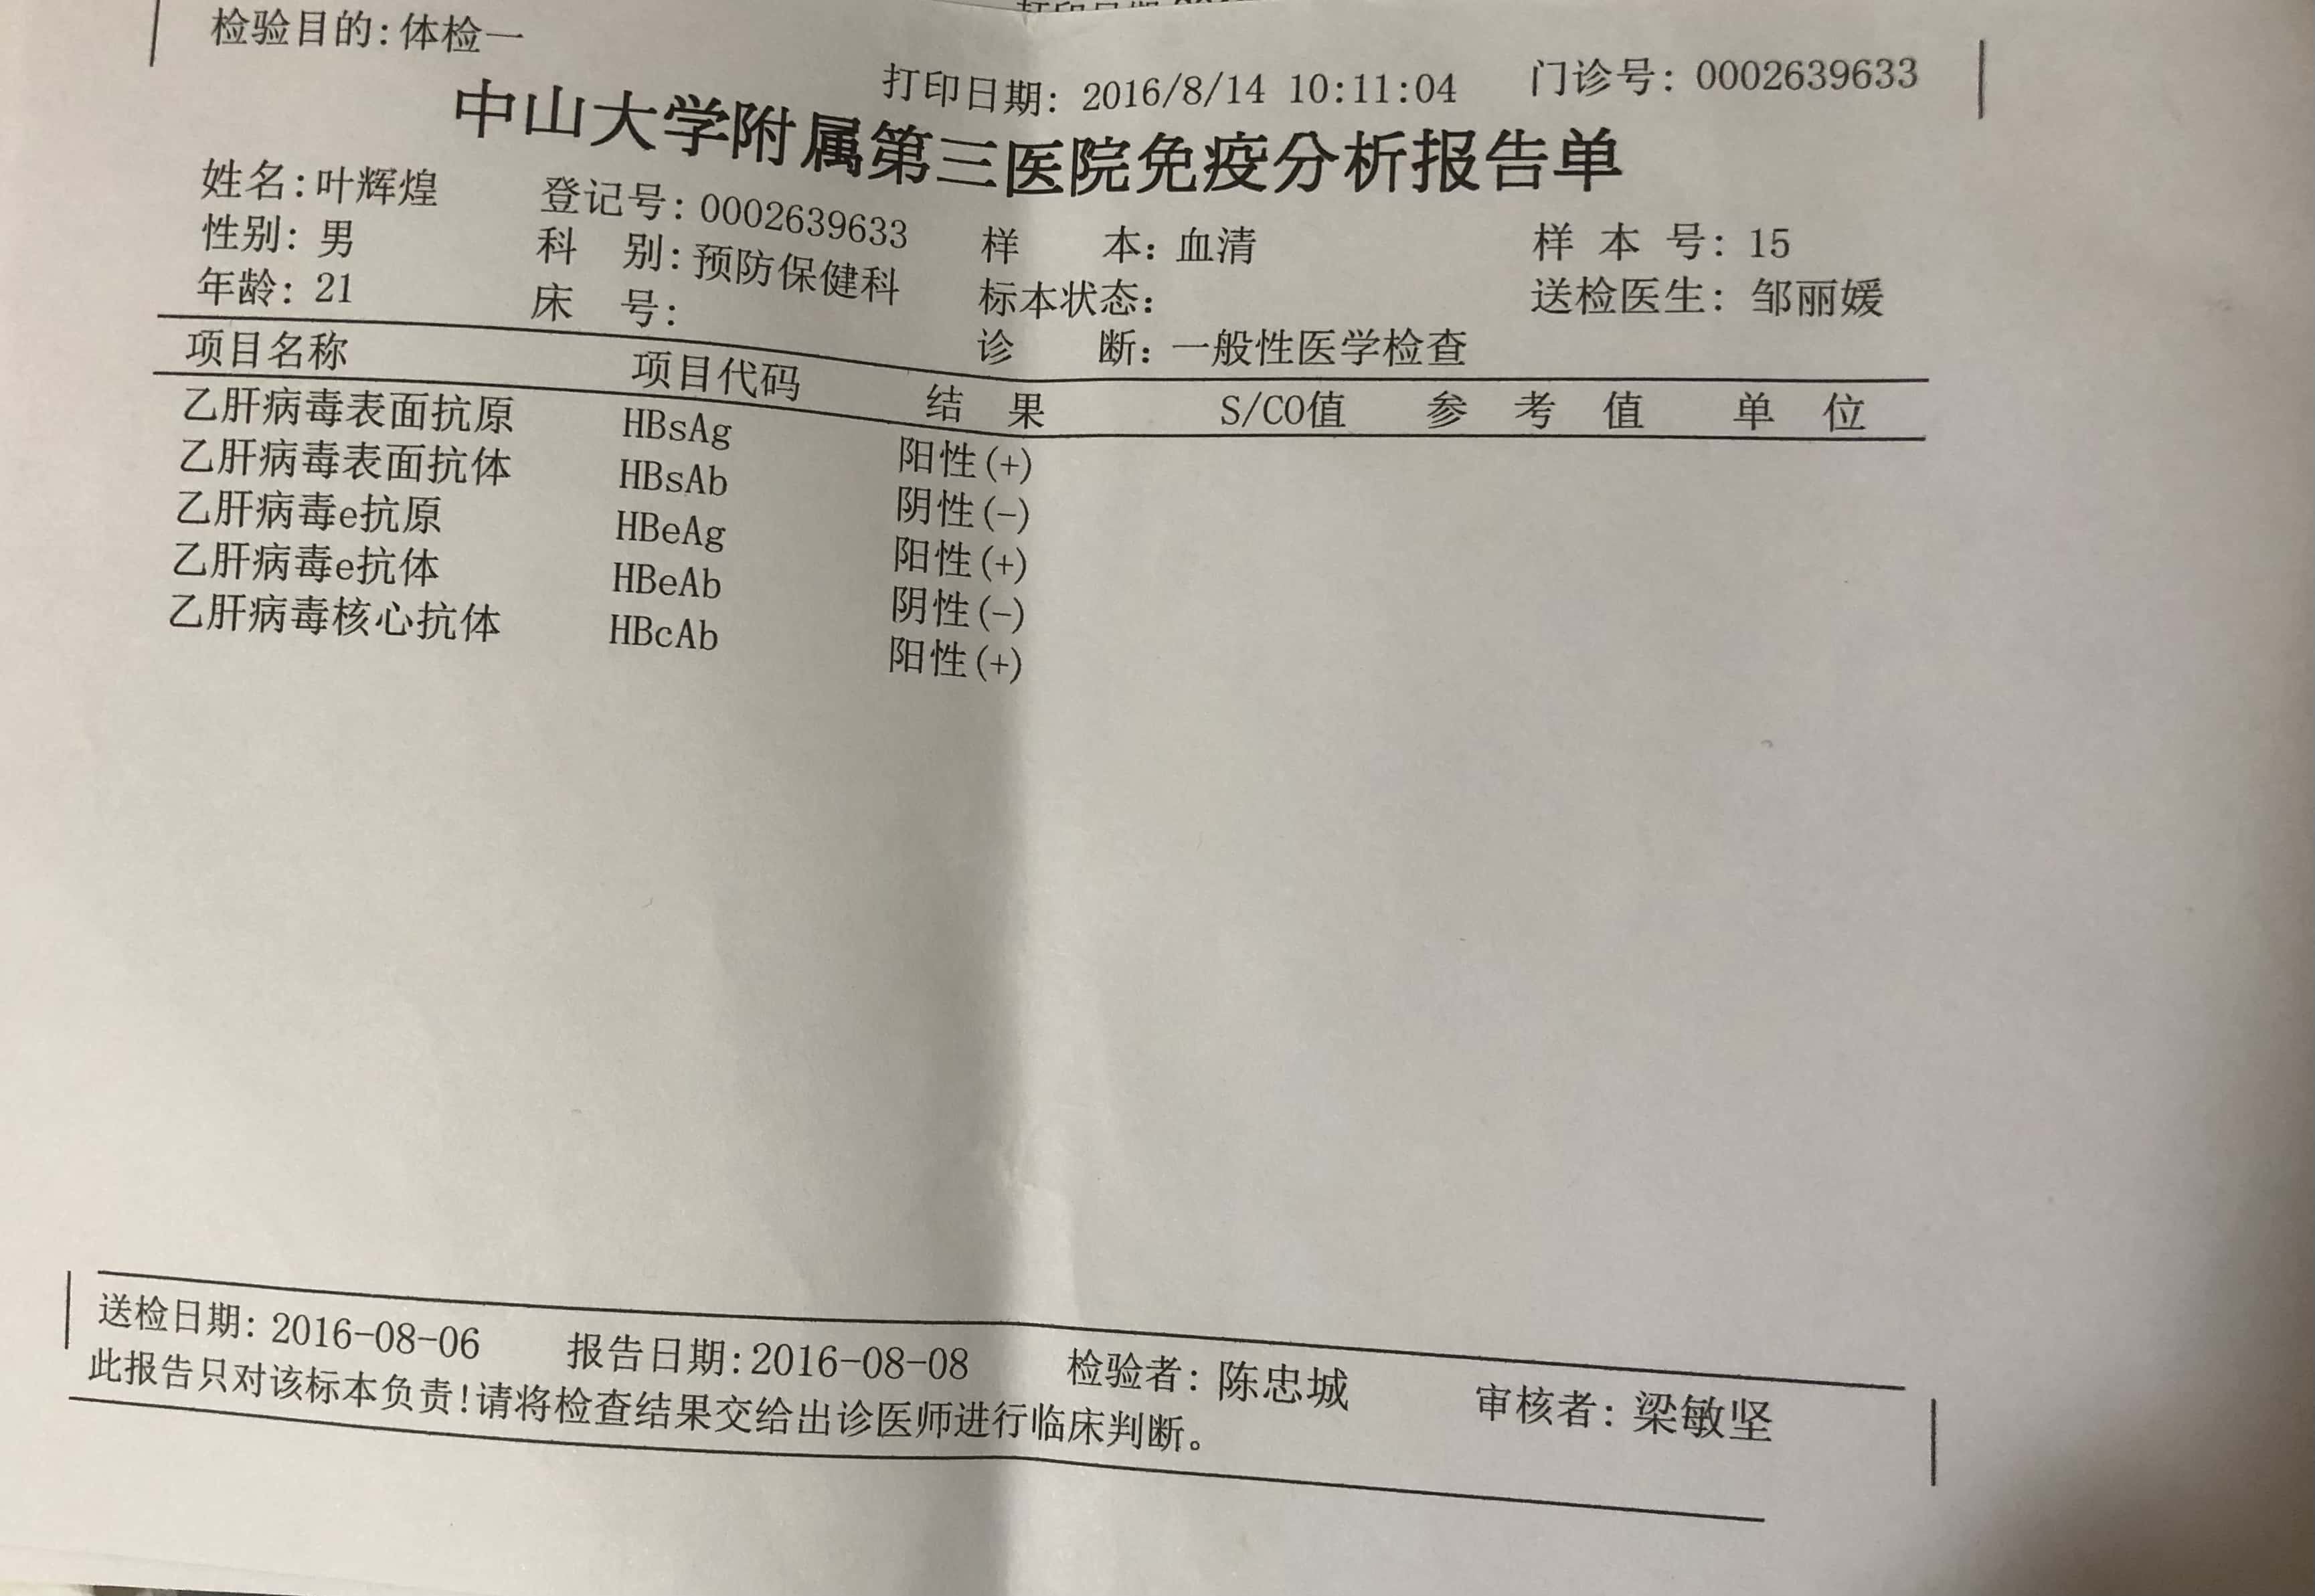 检验目的:体检一
打印日期: 2016/8/14 10:11:04 门诊号: 0002639633
中山大学附属第三医院免疫分析报告单
姓名:叶辉煌 登记号: 0002639633 样 本: 血清 样 本 号: 15
性别: 男 科 别: 预防保健科 标本状态: 送检医生: 邹丽媛
年龄: 21 床 号: 诊 断: 一般性医学检查
项目名称 项目代码 结 果 S/CO值 参 考 值 单 位
乙肝病毒表面抗原 HBsAg 阳性(+)
乙肝病毒表面抗体 HBsAb 阴性(-)
乙肝病毒e抗原 HBeAg 阳性(+)
乙肝病毒e抗体 HBeAb 阴性(-)
乙肝病毒核心抗体 HBcAb 阳性(+)
送检日期: 2016-08-06 报告日期: 2016-08-08 检验者: 陈忠城 审核者: 梁敏坚
此报告只对该标本负责!请将检查结果交给出诊医师进行临床判断。